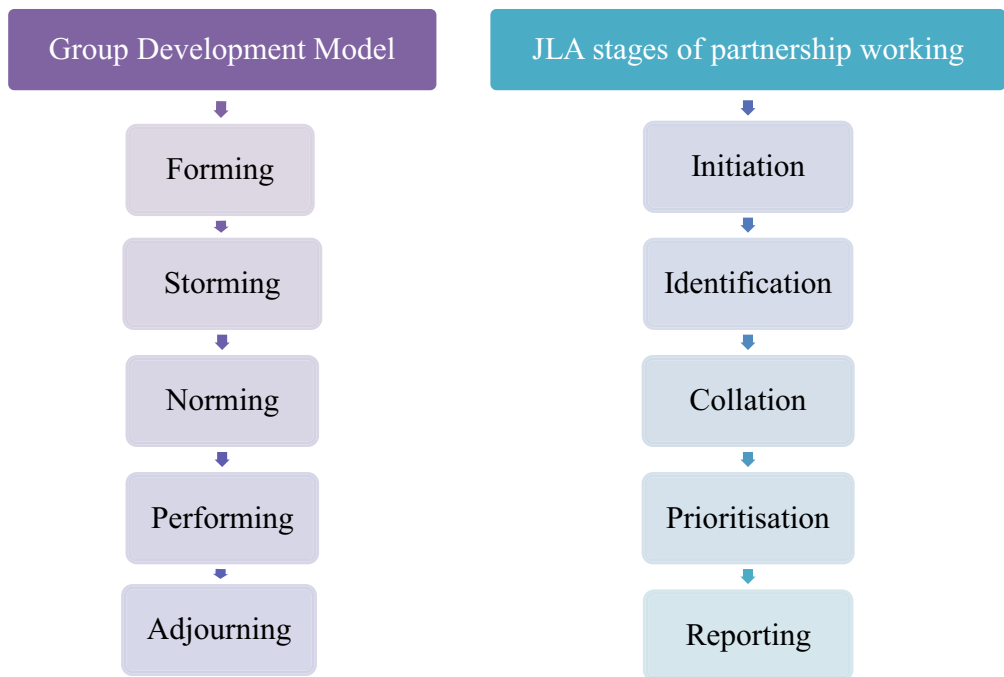 Group Development Model
Forming
Storming
Norming
Performing
Adjourning
JLA stages of partnership working
Initiation
Identification
Collation
Prioritisation
Reporting